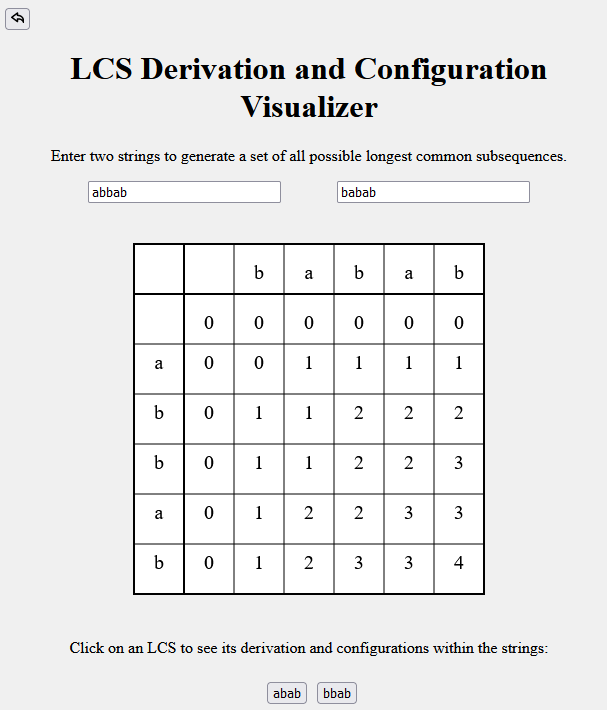 LCS Derivation and Configuration
Visualizer
Enter two strings to generate a set of all possible longest common subsequences.
abbab babab
b a b a b
0 0 0 0 0 0
a 0 0 1 1 1 1
b 0 1 1 2 2 2
b 0 1 1 2 2 3
a 0 1 2 2 3 3
b 0 1 2 3 3 4
Click on an LCS to see its derivation and configurations within the strings:
abab bbab